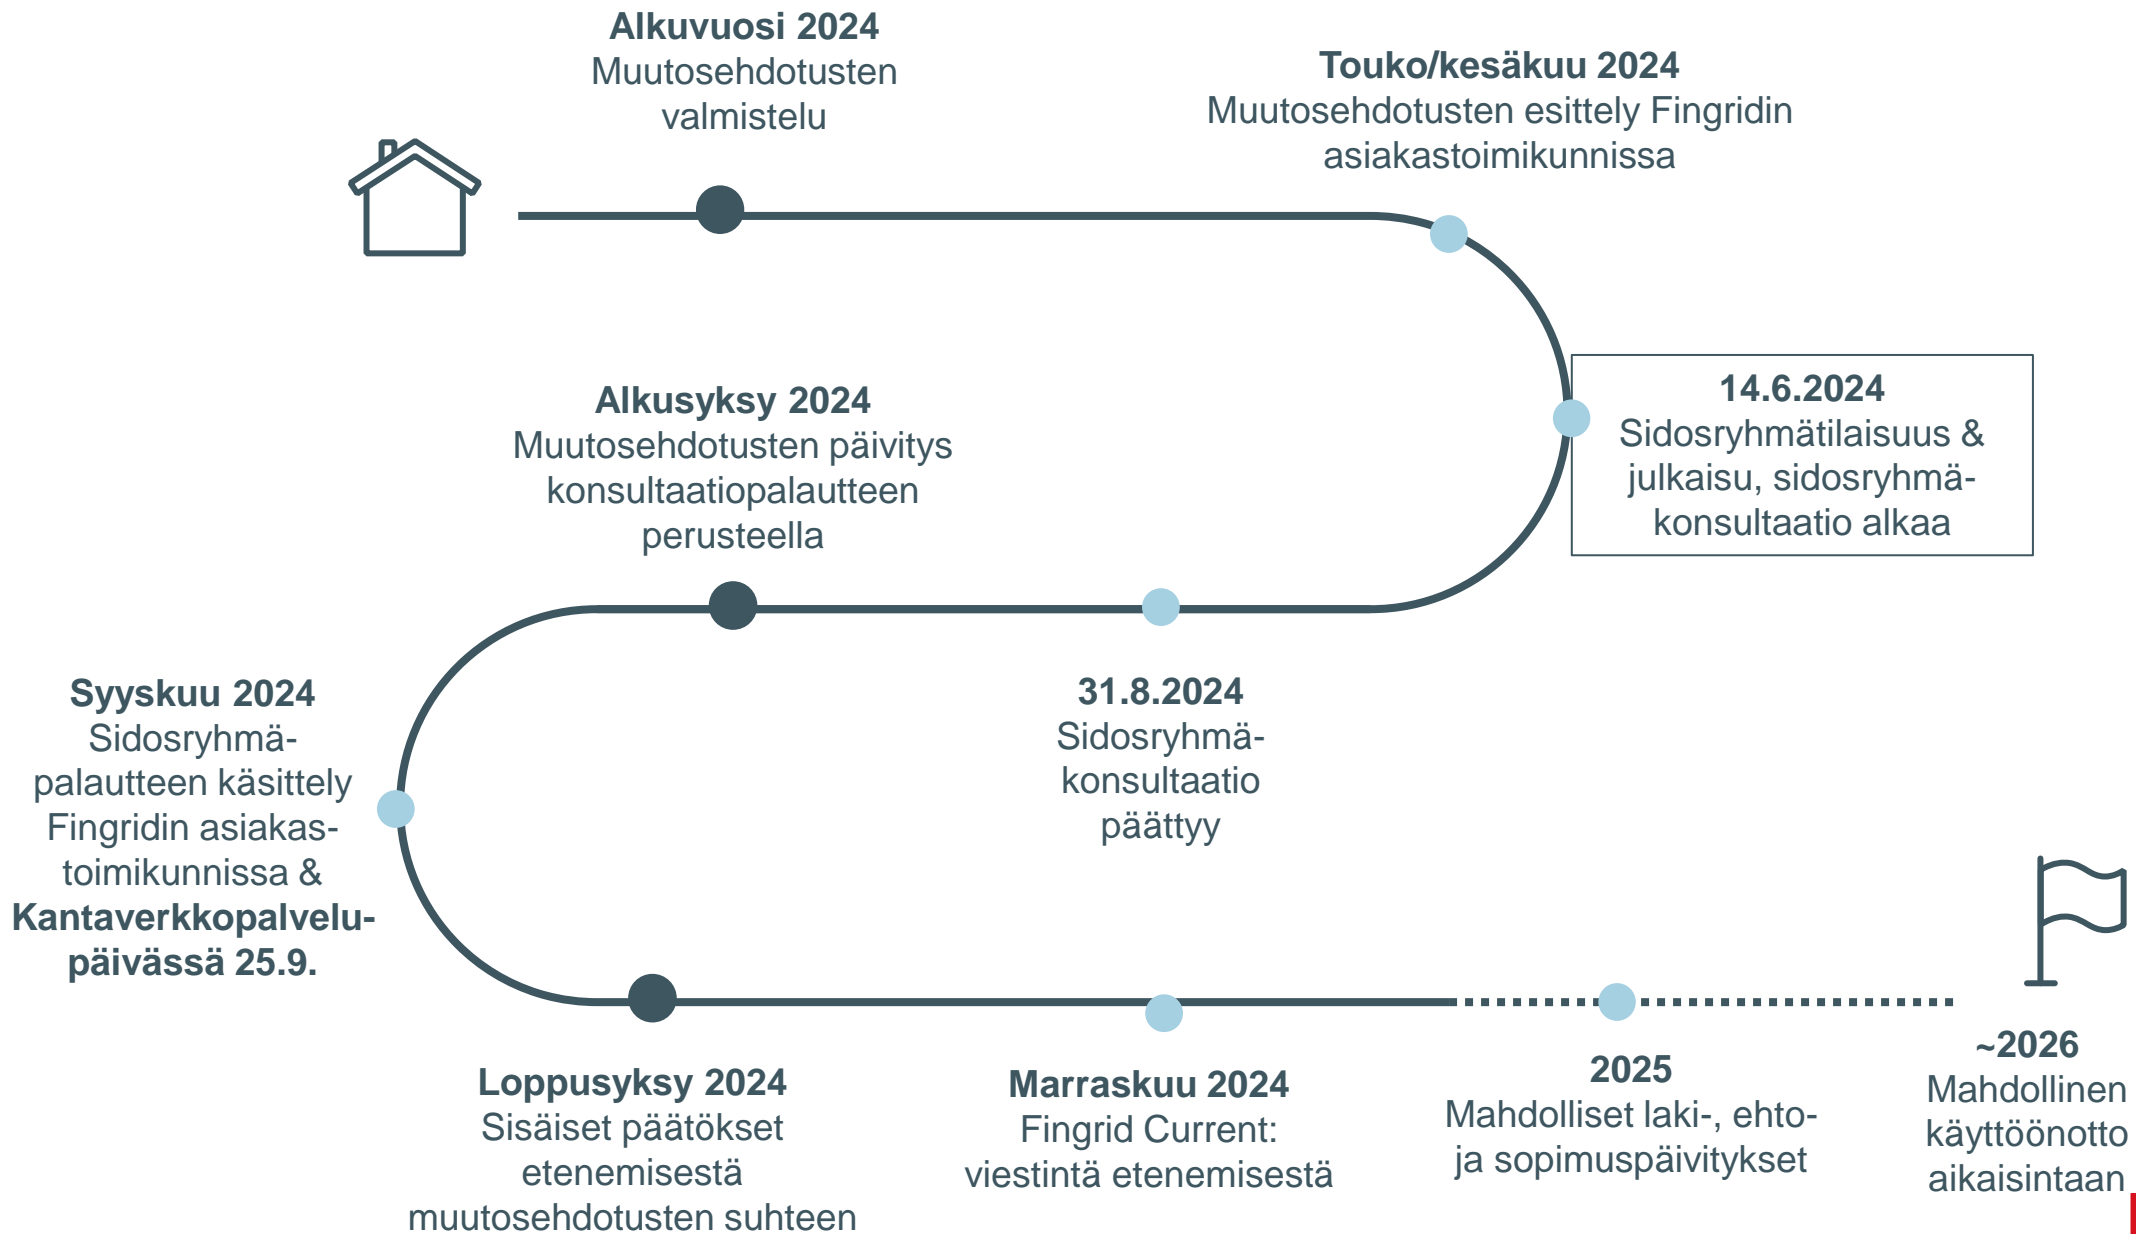 Alkuvuosi 2024
Muutosehdotusten
valmistelu
Touko/kesäkuu 2024
Muutosehdotusten esittely Fingridin
asiakastoimikunnissa
14.6.2024
Sidosryhmätilaisuus &
julkaisu, sidosryhmä-
konsultaatio alkaa
31.8.2024
Sidosryhmä-
konsultaatio
päättyy
Alkusyksy 2024
Muutosehdotusten päivitys
konsultaatiopalautteen
perusteella
Syyskuu 2024
Sidosryhmä-
palautteen käsittely
Fingridin asiakas-
toimikunnissa &
Kantaverkkopalvelu-
päivässä 25.9.
Loppusyksy 2024
Sisäiset päätökset
etenemisestä
muutosehdotusten suhteen
Marraskuu 2024
Fingrid Current:
viestintä etenemisestä
2025
Mahdolliset laki-, ehto-
ja sopimuspäivitykset
~2026
Mahdollinen
käyttöönotto
aikaisintaan